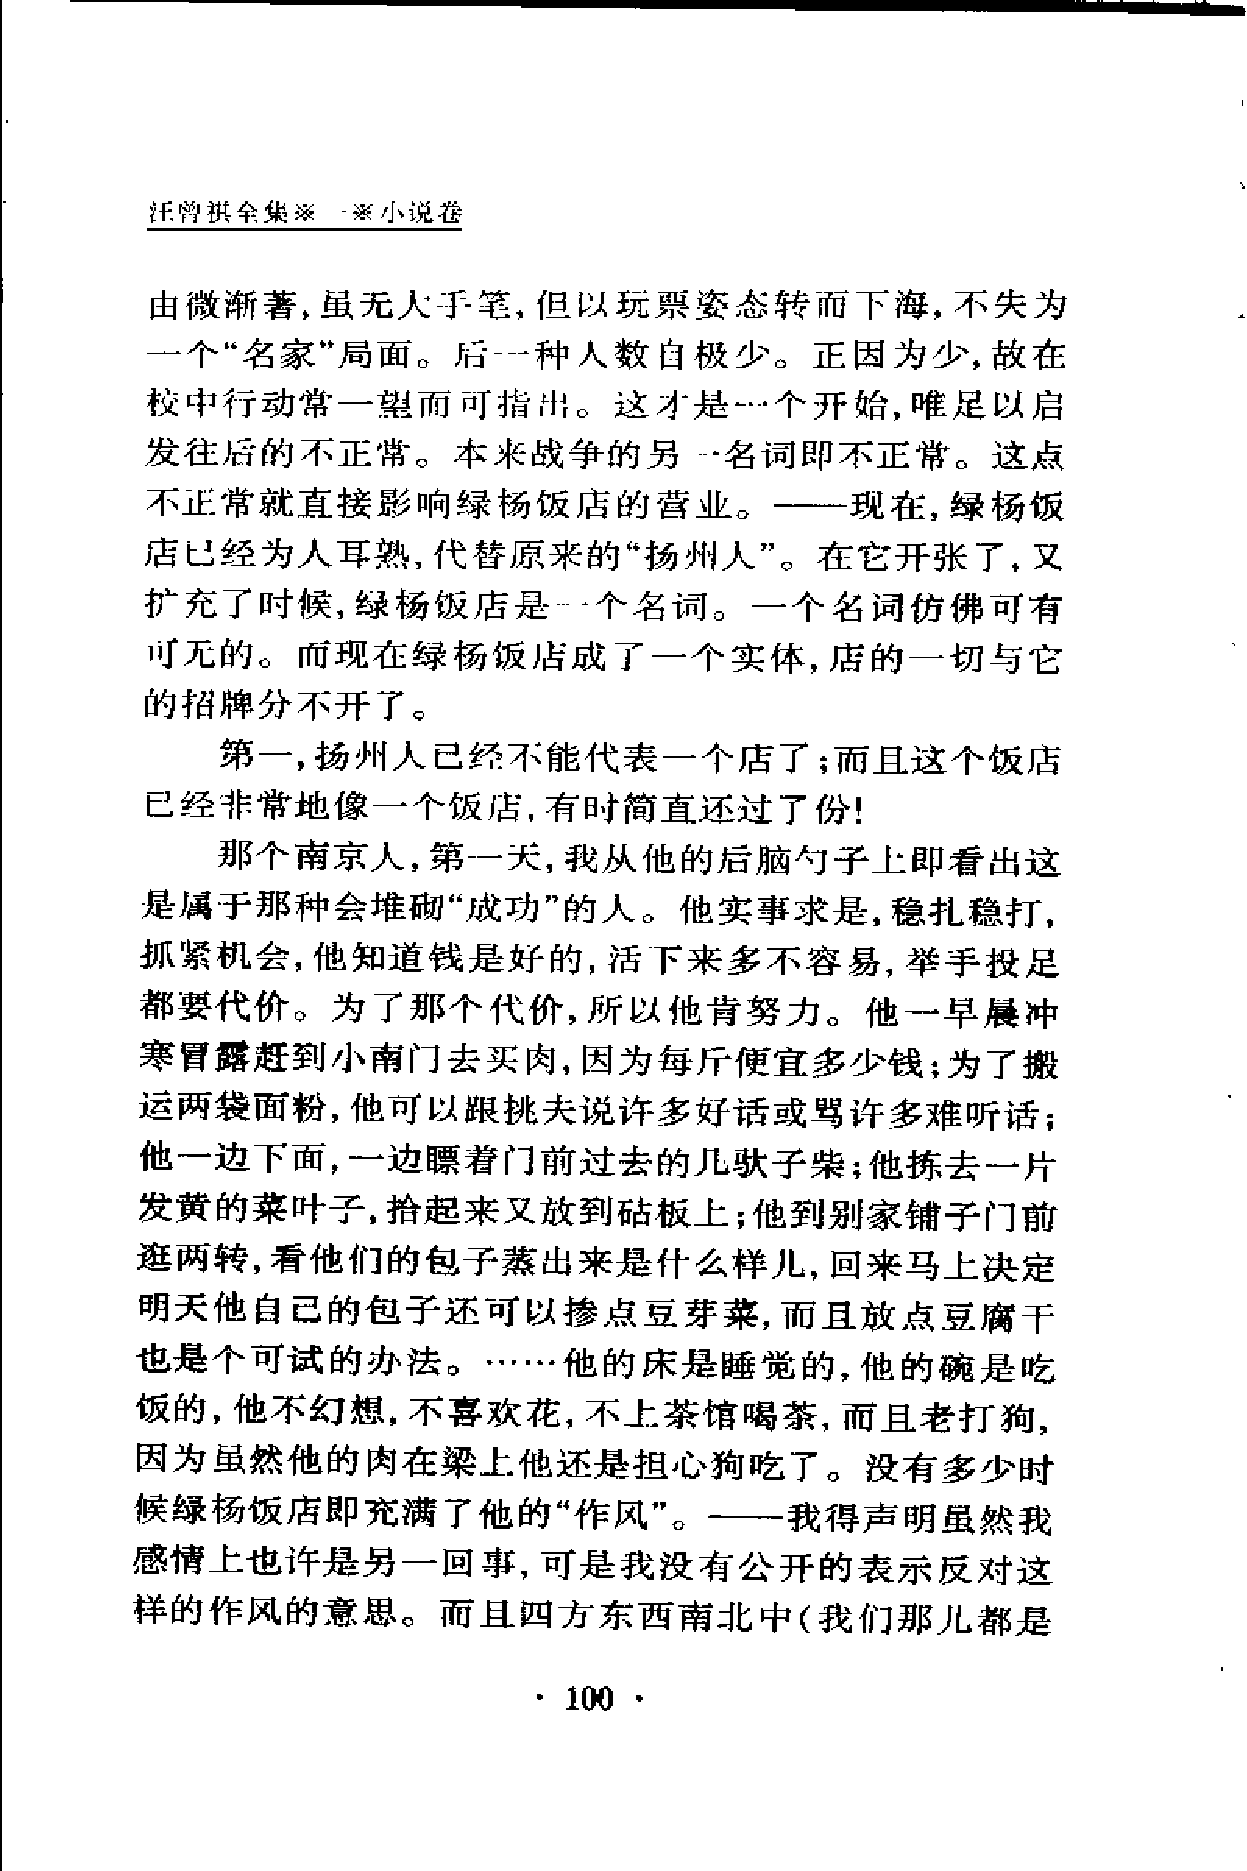 汪曾祺全集※一※小说卷
由微渐著,虽无大手笔,但以玩票姿态转而下海,不失为
一个“名家”局面。后一种人数自极少。正因为少,故在
校中行动常一望而可指出。这才是一个开始,唯足以启
发往后的不正常。本来战争的另一名词即不正常。这点
不正常就直接影响绿杨饭店的营业。——现在,绿杨饭
店已经为人耳熟,代替原来的“扬州人”。在它开张了,又
扩充了时候,绿杨饭店是一个名词。一个名词仿佛可有
可无的。而现在绿杨饭店成了一个实体,店的一切与它
的招牌分不开了。
第一,扬州人已经不能代表一个店了;而且这个饭店
已经非常地像一个饭店,有时简直还过了份!
那个南京人,第一天,我从他的后脑勺子上即看出这
是属于那种会堆砌“成功”的人。他实事求是,稳扎稳打,
抓紧机会,他知道钱是好的,活下来多不容易,举手投足
都要代价。为了那个代价,所以他肯努力。他一早晨冲
寒冒露赶到小南门去买肉,因为每斤便宜多少钱;为了搬
运两袋面粉,他可以跟挑夫说许多好话或骂许多难听话;
他一边下面,一边瞟着门前过去的几驮子柴;他拣去一片
发黄的菜叶子,拾起来又放到砧板上;他到别家铺子门前
逛两转,看他们的包子蒸出来是什么样儿,回来马上决定
明天他自己的包子还可以掺点豆芽菜,而且放点豆腐干
也是个可试的办法。……他的床是睡觉的,他的碗是吃
饭的,他不幻想,不喜欢花,不上茶馆喝茶,而且老打狗,
因为虽然他的肉在梁上他还是担心狗吃了。没有多少时
候绿杨饭店即充满了他的“作风”。——我得声明虽然我
感情上也许是另一回事,可是我没有公开的表示反对这
样的作风的意思。而且四方东西南北中(我们那儿都是
· 100 ·